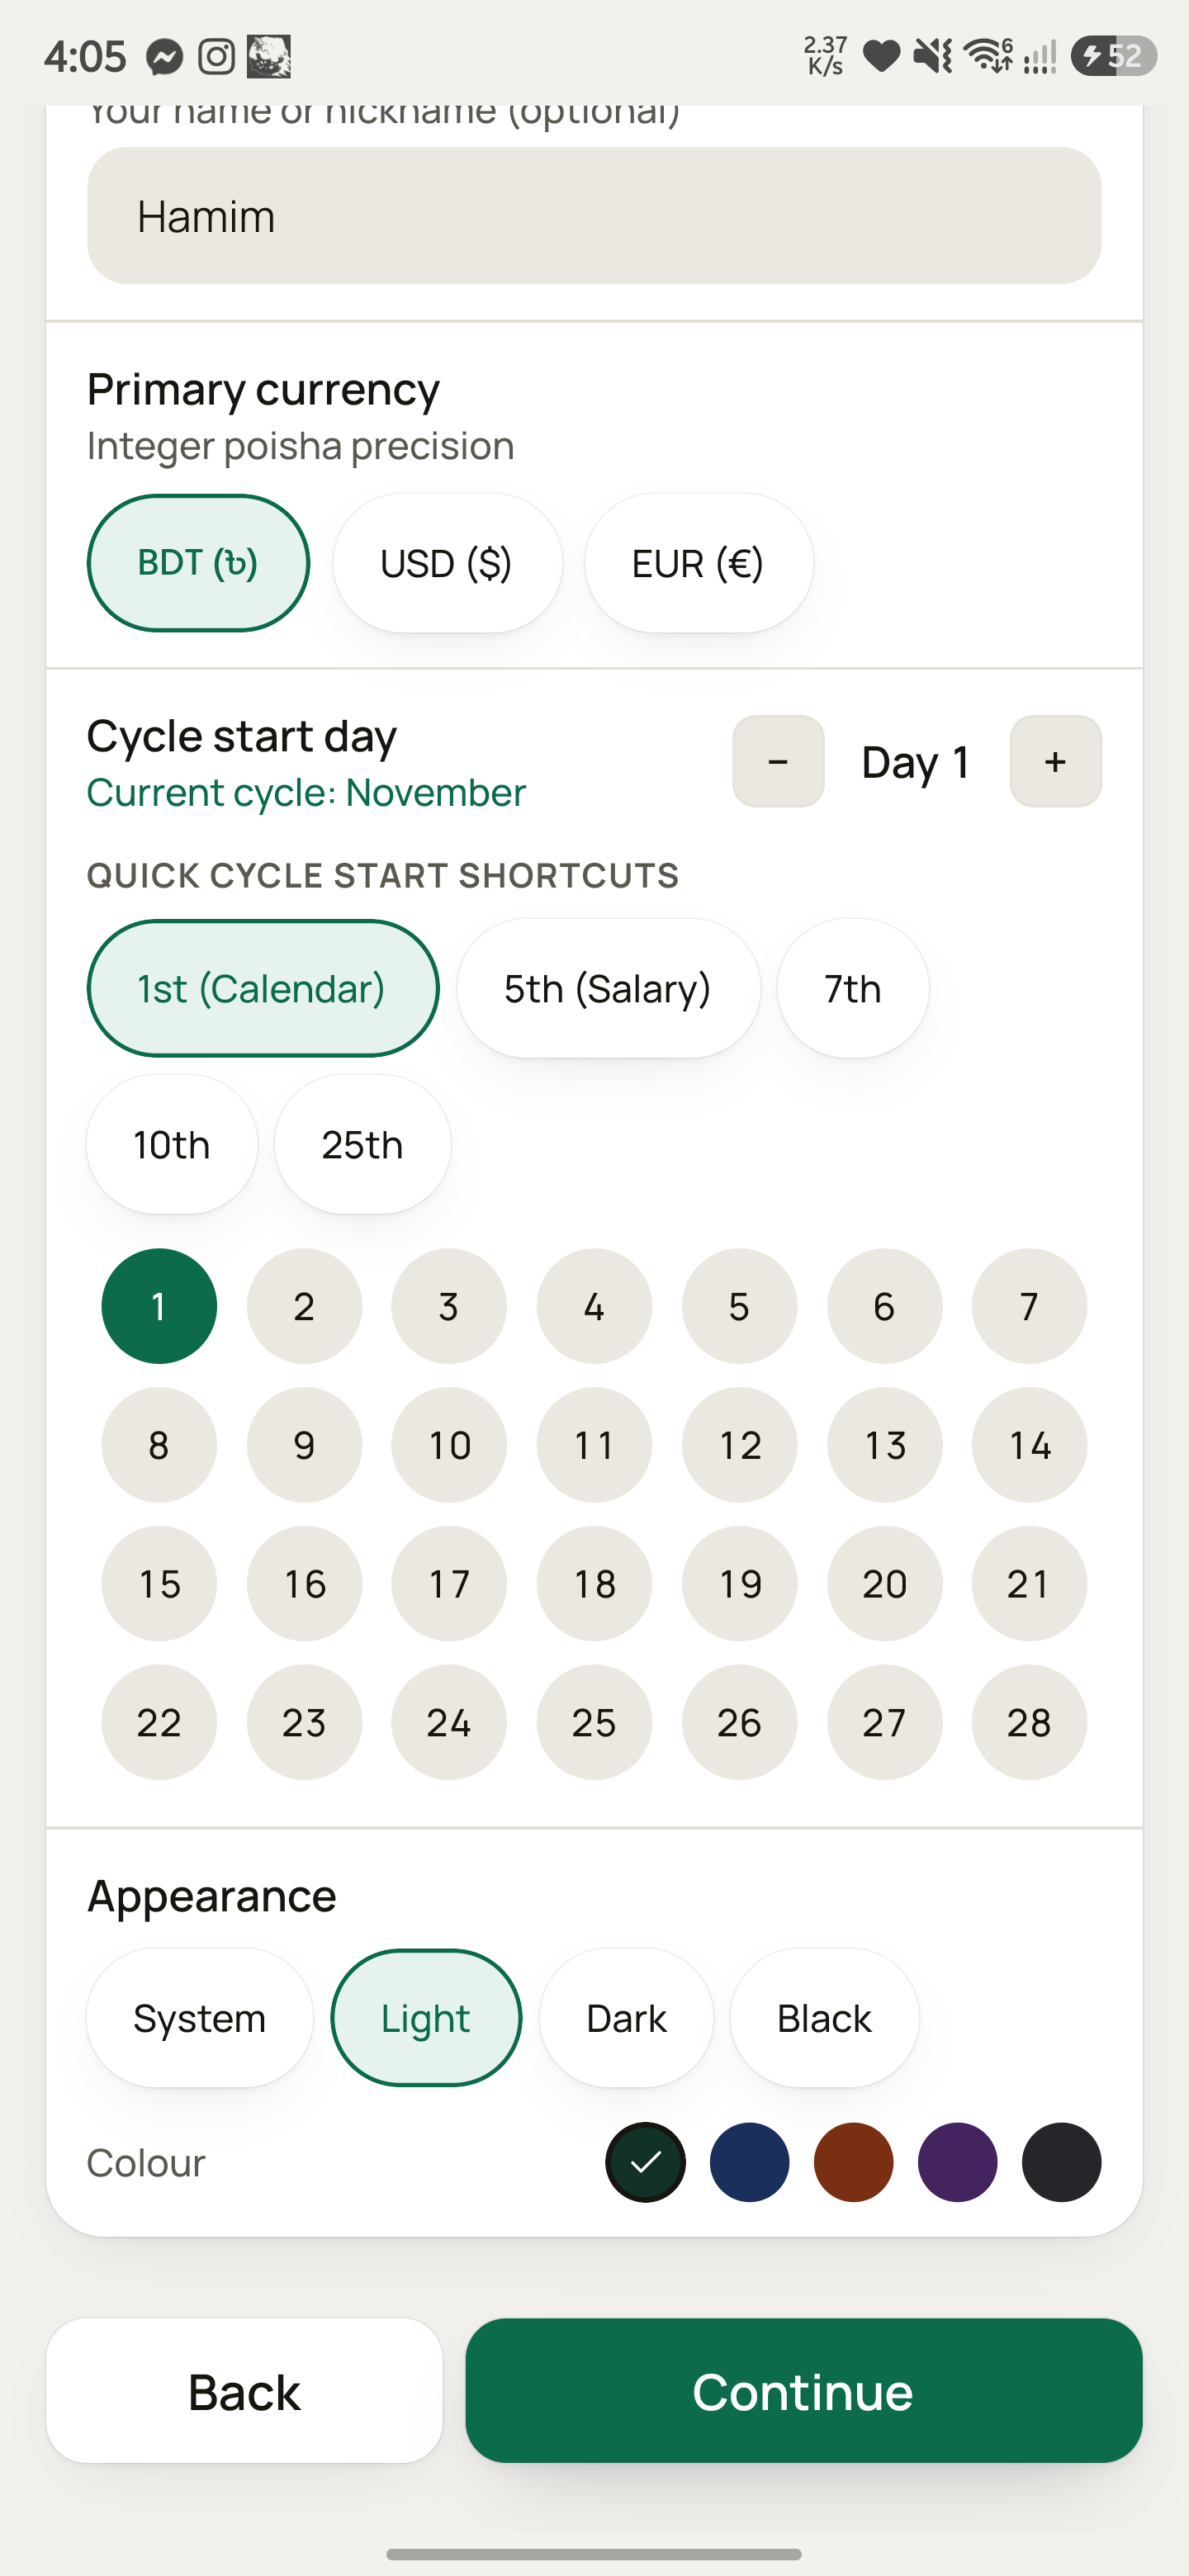 4:05
2.37
K/s
6
52
Your name or nickname (optional)
Hamim
Primary currency
Integer poisha precision
BDT (৳) USD ($) EUR (€)
Cycle start day
Current cycle: November
− Day 1 +
QUICK CYCLE START SHORTCUTS
1st (Calendar) 5th (Salary) 7th
10th 25th
1 2 3 4 5 6 7
8 9 10 11 12 13 14
15 16 17 18 19 20 21
22 23 24 25 26 27 28
Appearance
System Light Dark Black
Colour
Back Continue